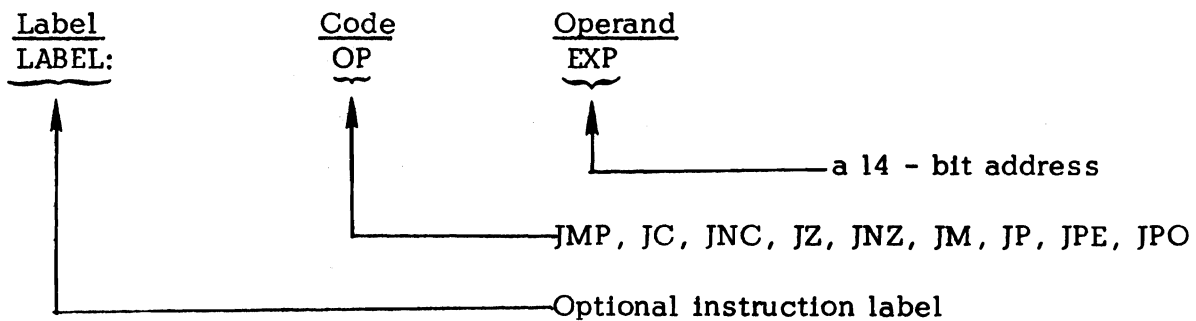 Label Code Operand
LABEL: OP EXP
a 14 - bit address
JMP, JC, JNC, JZ, JNZ, JM, JP, JPE, JPO
Optional instruction label